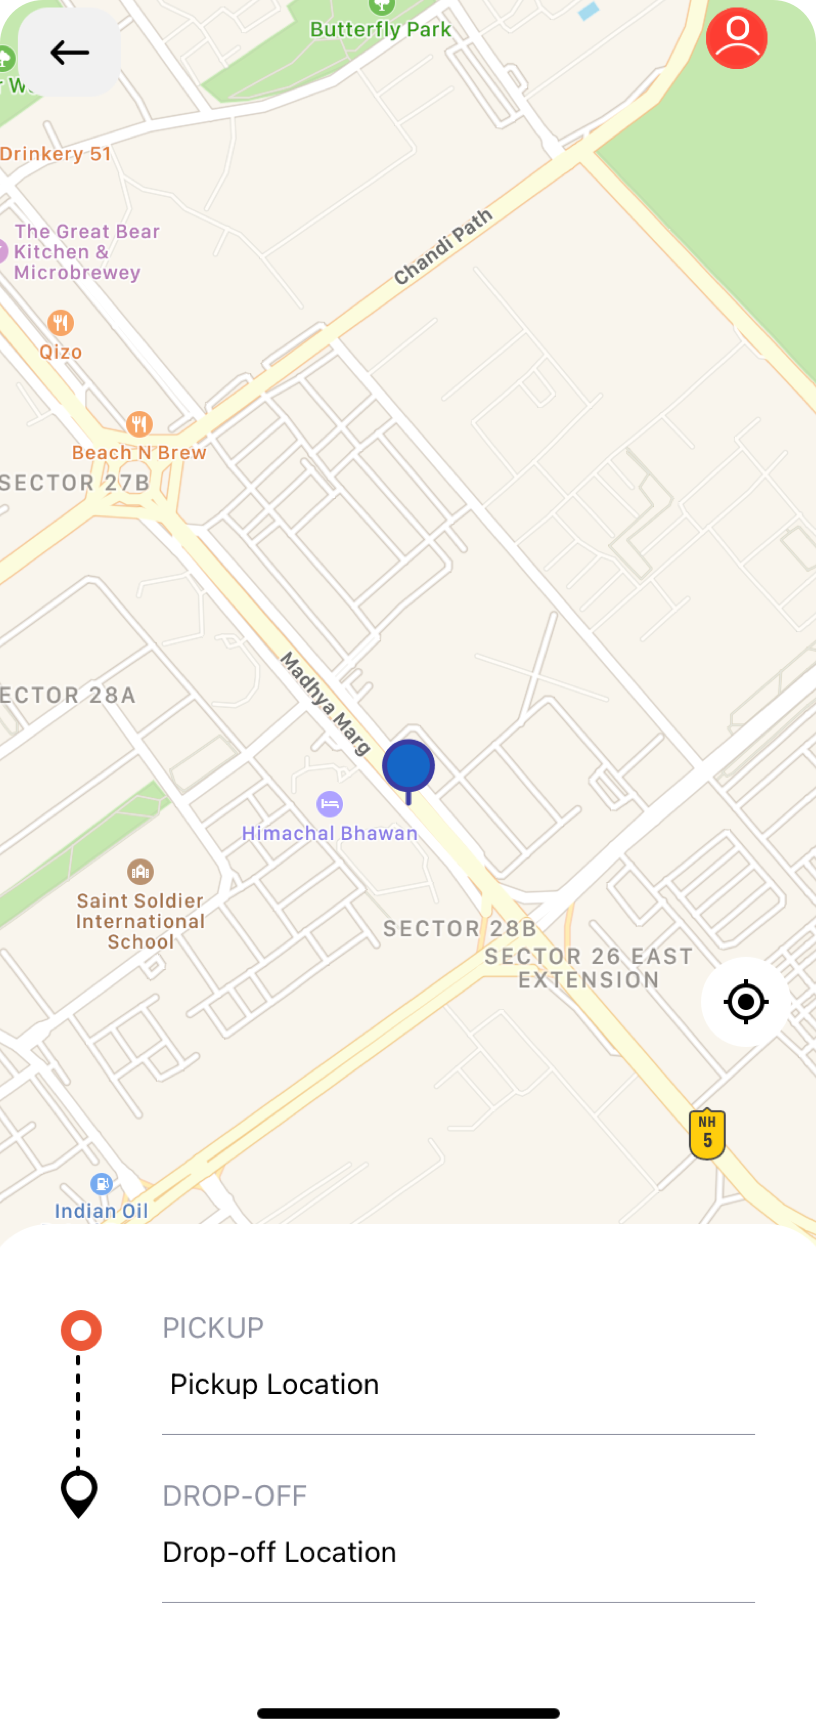 Butterfly Park
Drinkery 51
The Great Bear
Kitchen &
Microbrewey
Chandi Path
Qizo
Beach N Brew
SECTOR 27B
Madhya Marg
ECTOR 28A
Himachal Bhawan
Saint Soldier
International
School
SECTOR 28B
SECTOR 26 EAST
EXTENSION
NH
5
Indian Oil
PICKUP
Pickup Location
DROP-OFF
Drop-off Location